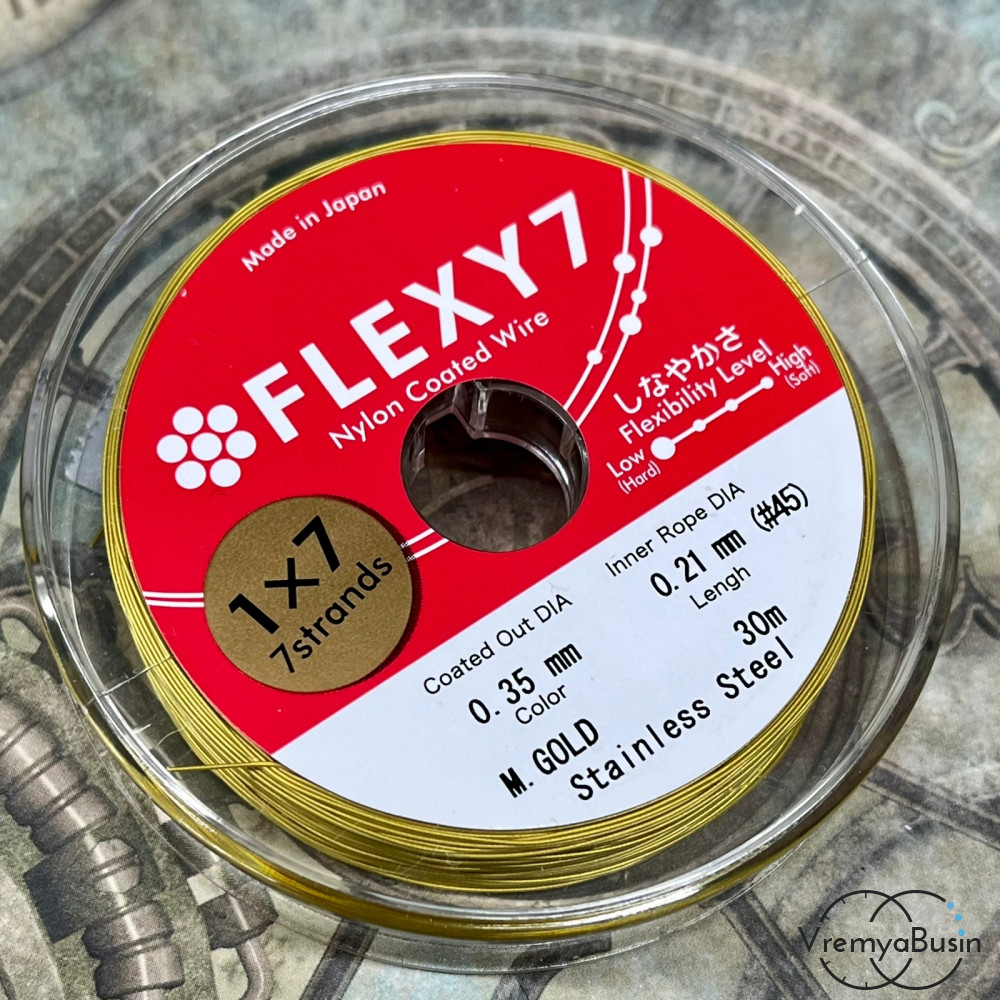 Made in Japan
FLEXY7
Nylon Coated Wire
しなやかさ
Flexibility Level
Low
(Hard)
High
(Soft)
1×7
7strands
Inner Rope DIA
0.21 mm (#45)
Lengh
30m
Coated Out DIA
0.35 mm
Color
M.GOLD
Stainless Steel
VremyaBusin